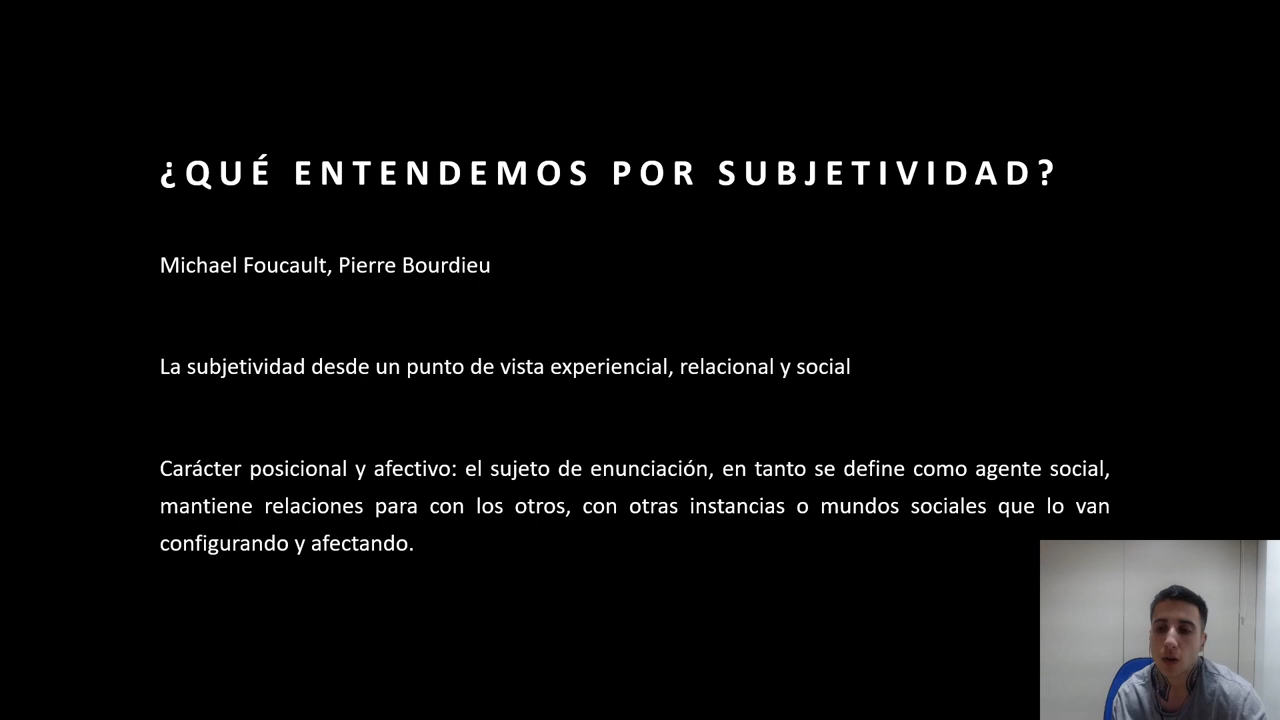 ¿QUÉ ENTENDEMOS POR SUBJETIVIDAD?
Michael Foucault, Pierre Bourdieu
La subjetividad desde un punto de vista experiencial, relacional y social
Carácter posicional y afectivo: el sujeto de enunciación, en tanto se define como agente social,
mantiene relaciones para con los otros, con otras instancias o mundos sociales que lo van
configurando y afectando.